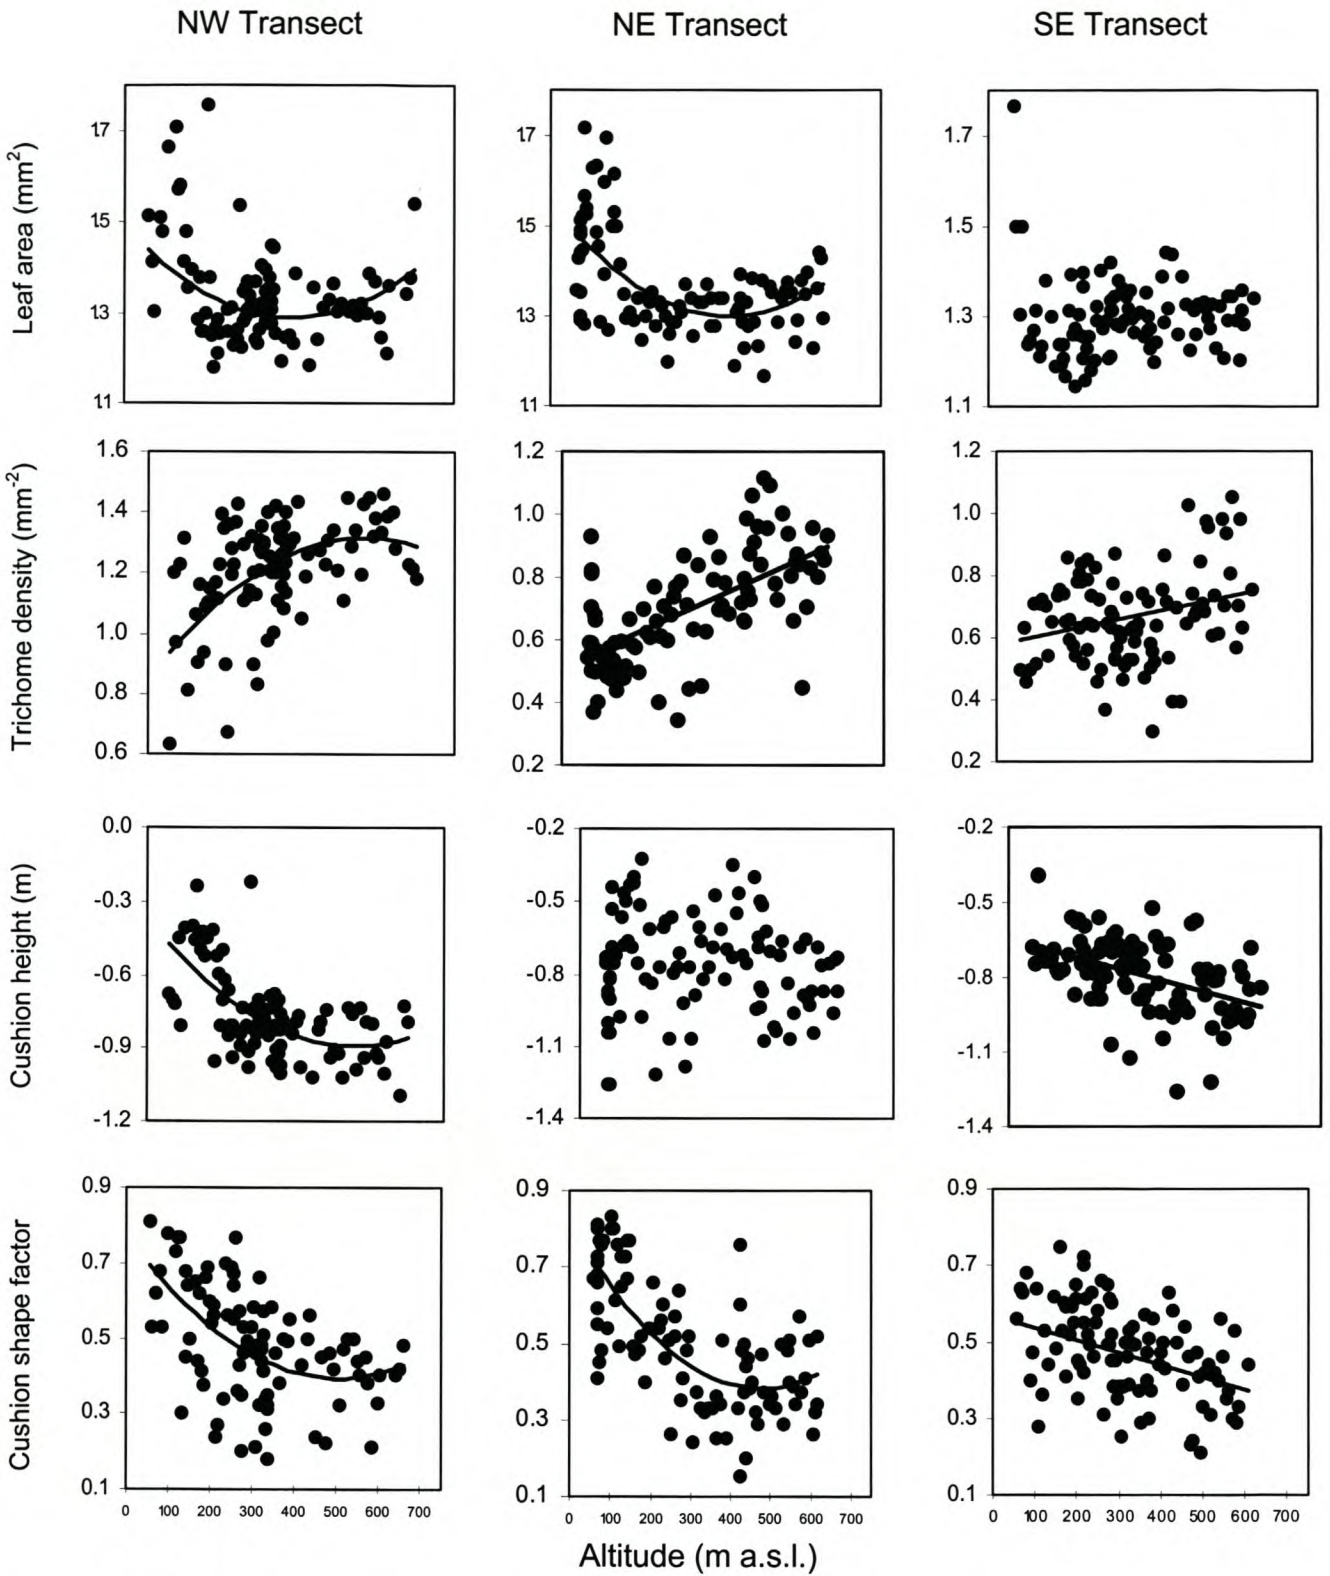 NW Transect NE Transect SE Transect
Leaf area (mm²)
17 17 1.7
15 15 1.5
13 13 1.3
11 11 1.1
Trichome density (mm⁻²)
1.6 1.2 1.2
1.4 1.0 1.0
1.2 0.8 0.8
1.0 0.6 0.6
0.8 0.4 0.4
0.6 0.2 0.2
Cushion height (m)
0.0 -0.2 -0.2
-0.3 -0.5 -0.5
-0.6 -0.8 -0.8
-0.9 -1.1 -1.1
-1.2 -1.4 -1.4
Cushion shape factor
0.9 0.9 0.9
0.7 0.7 0.7
0.5 0.5 0.5
0.3 0.3 0.3
0.1 0.1 0.1
0 100 200 300 400 500 600 700 0 100 200 300 400 500 600 700 0 100 200 300 400 500 600 700
Altitude (m a.s.l.)